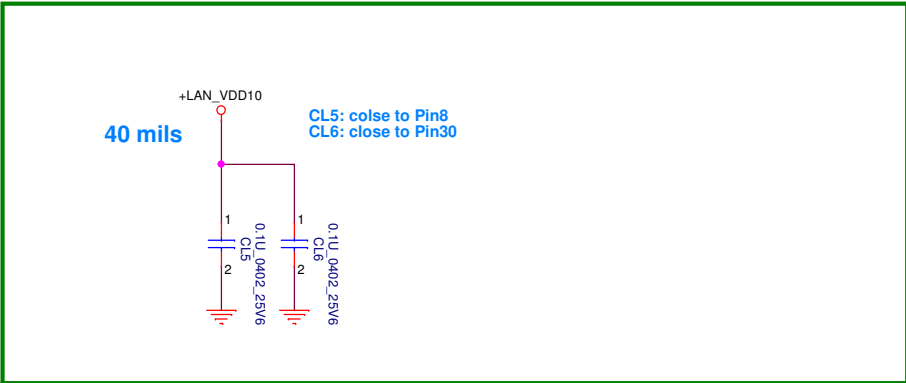 +LAN_VDD10
40 mils
CL5: colse to Pin8
CL6: close to Pin30
1
2
CL5
0.1U_0402_25V6
1
2
CL6
0.1U_0402_25V6